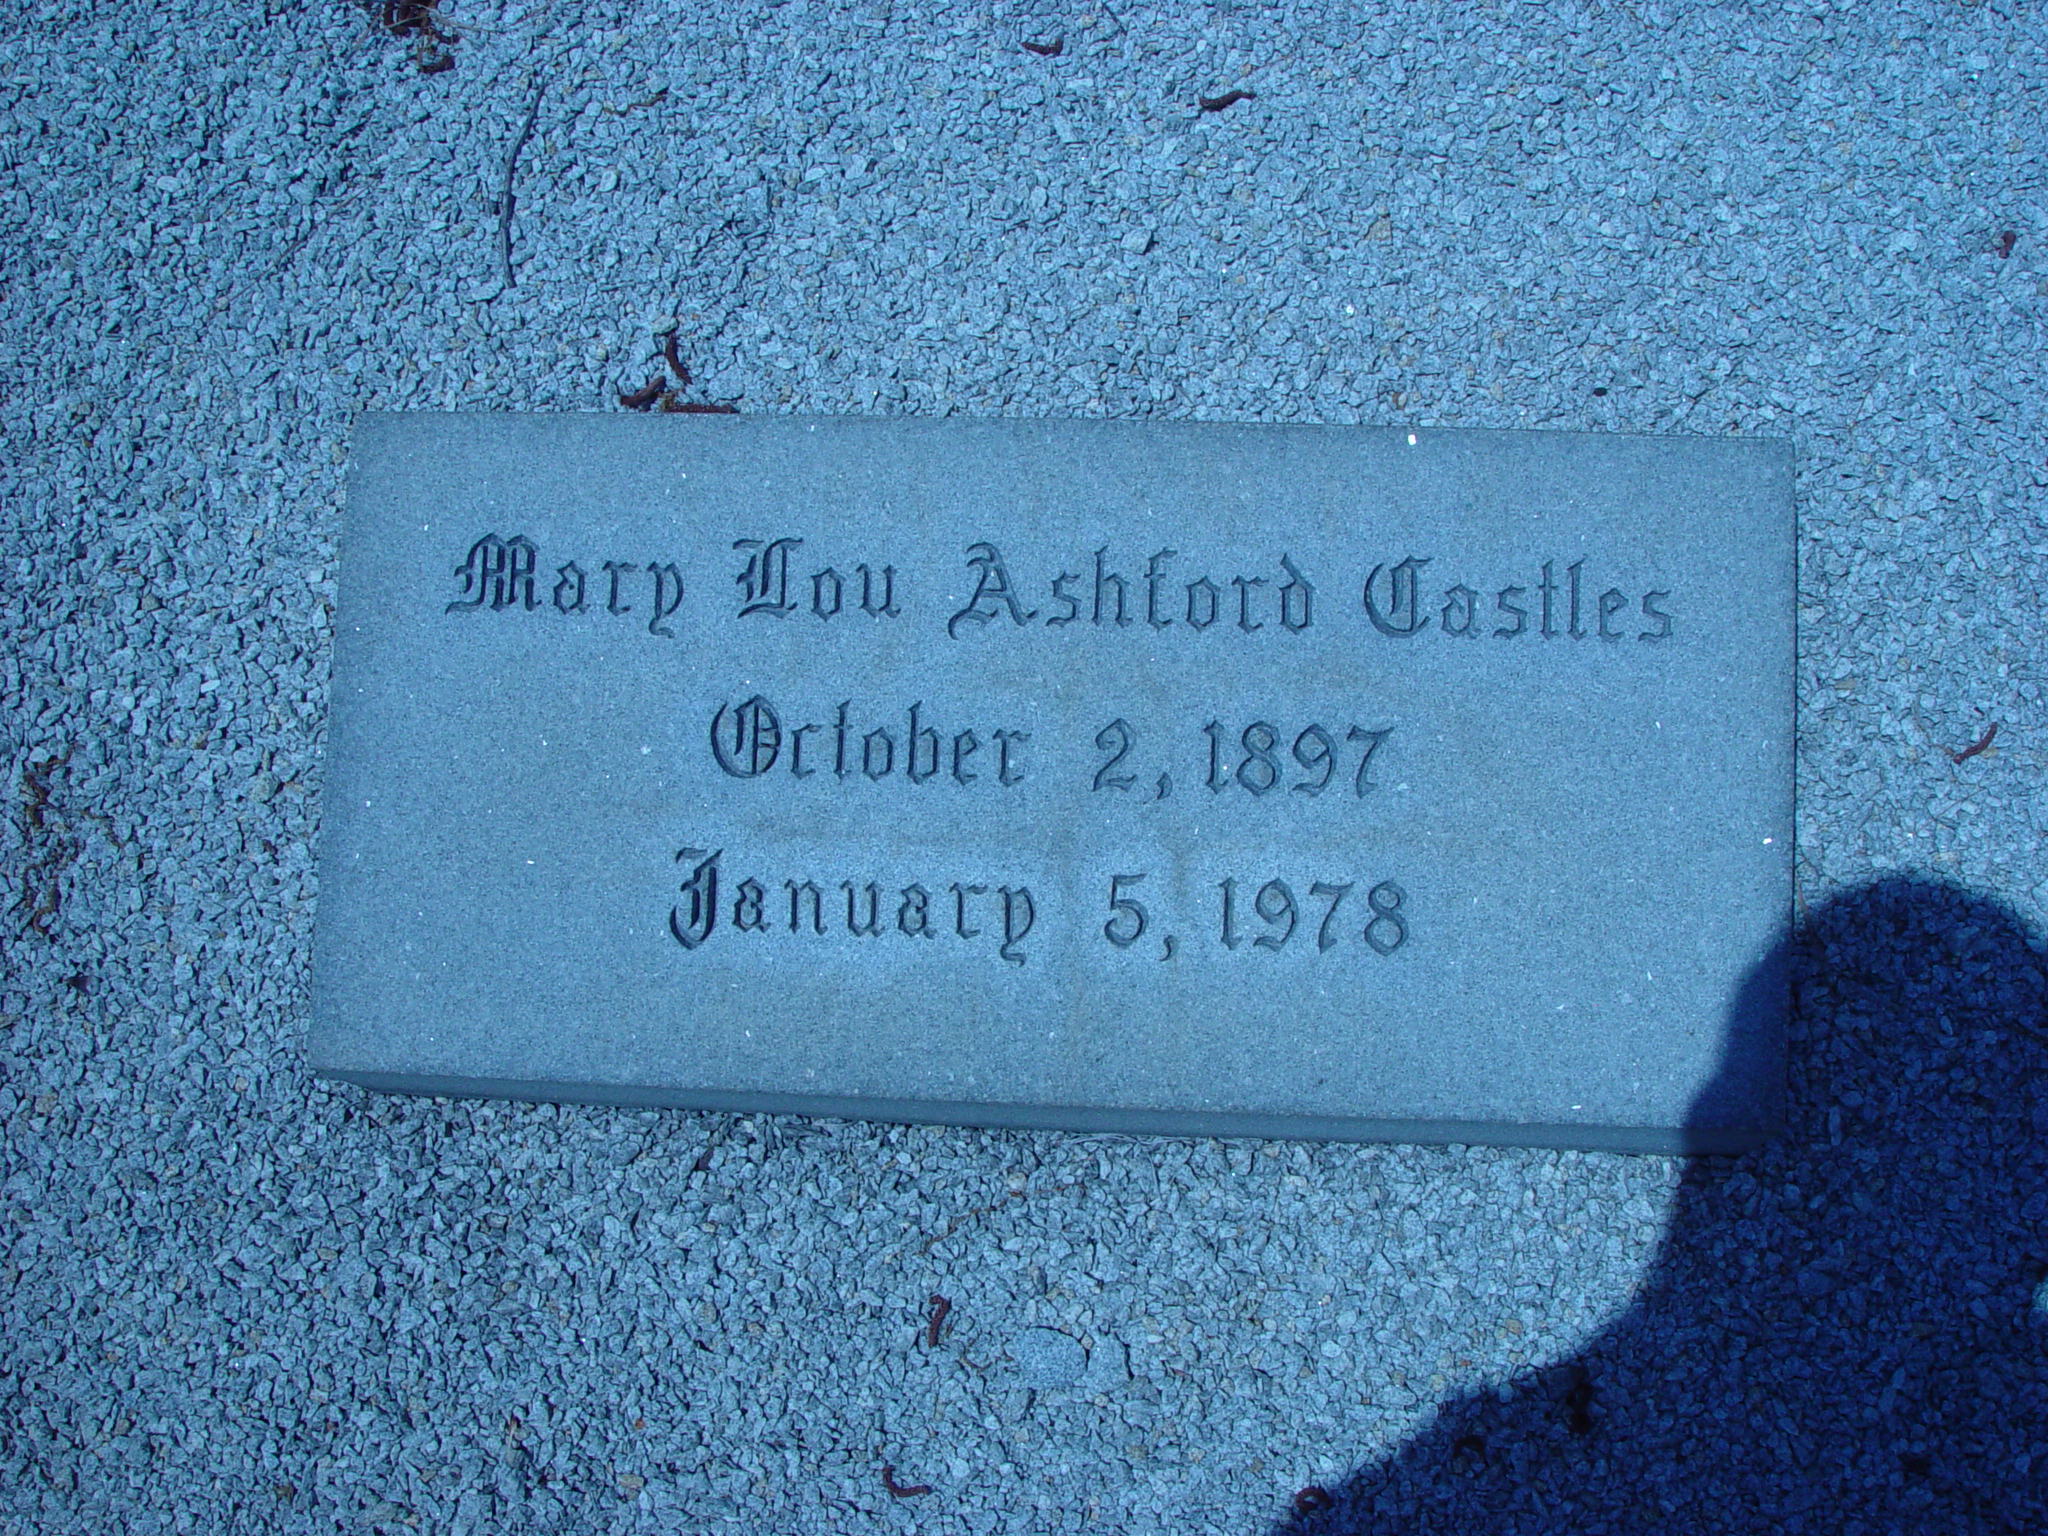 Mary Lou Ashford Castles
October 2, 1897
January 5, 1978